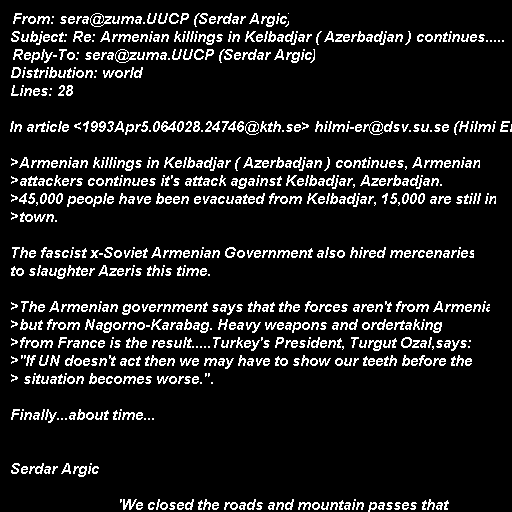 From: sera@zuma.UUCP (Serdar Argic)
Subject: Re: Armenian killings in Kelbadjar ( Azerbadjan ) continues.....
Reply-To: sera@zuma.UUCP (Serdar Argic)
Distribution: world
Lines: 28
In article <1993Apr5.064028.24746@kth.se> hilmi-er@dsv.su.se (Hilmi
>Armenian killings in Kelbadjar ( Azerbadjan ) continues, Armenian
>attackers continues it's attack against Kelbadjar, Azerbadjan.
>45,000 people have been evacuated from Kelbadjar, 15,000 are still in
>town.
The fascist x-Soviet Armenian Government also hired mercenaries
to slaughter Azeris this time.
>The Armenian government says that the forces aren't from Armenia
>but from Nagorno-Karabag. Heavy weapons and ordertaking
>from France is the result.....Turkey's President, Turgut Ozal,says:
>"If UN doesn't act then we may have to show our teeth before the
> situation becomes worse.".
Finally...about time...
Serdar Argic
'We closed the roads and mountain passes that